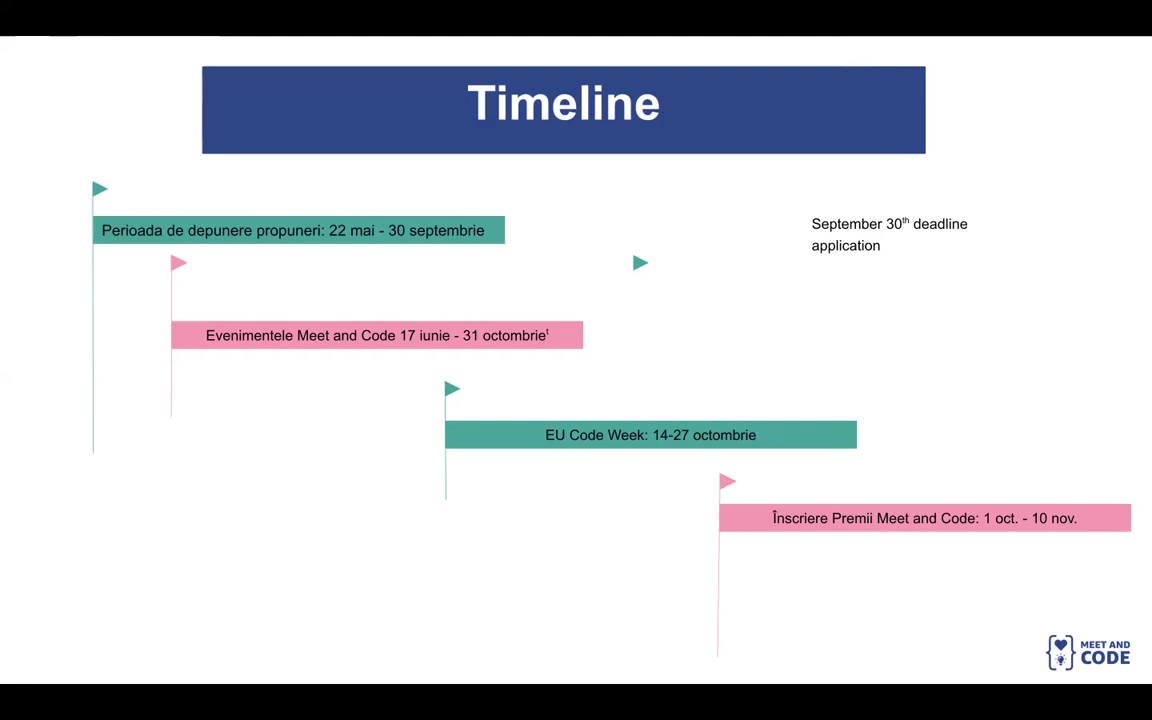 Timeline
Perioada de depunere propuneri: 22 mai - 30 septembrie
September 30th deadline
application
Evenimentele Meet and Code 17 iunie - 31 octombrieᵗ
EU Code Week: 14-27 octombrie
Înscriere Premii Meet and Code: 1 oct. - 10 nov.
MEET AND
CODE